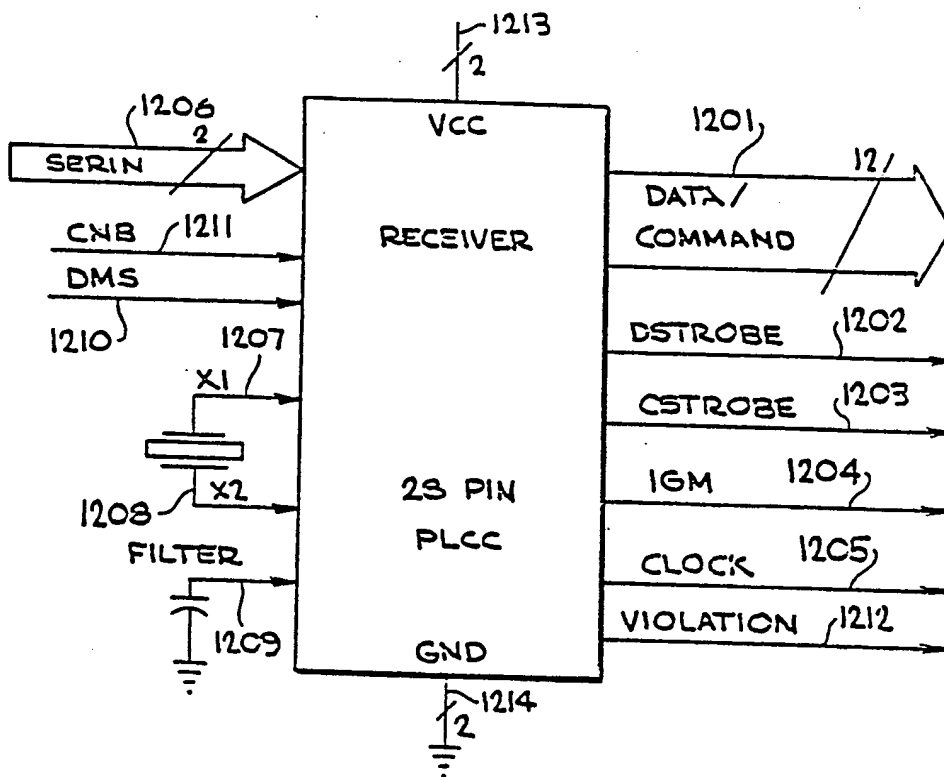 1213
2
1206
2
SERIN
VCC
1201
12
DATA/
COMMAND
CNB
1211
RECEIVER
DMS
1210
1207
DSTROBE
1202
X1
CSTROBE
1203
1208
X2
28 PIN
PLCC
IGM
1204
FILTER
1209
CLOCK
1205
VIOLATION
1212
GND
1214
2